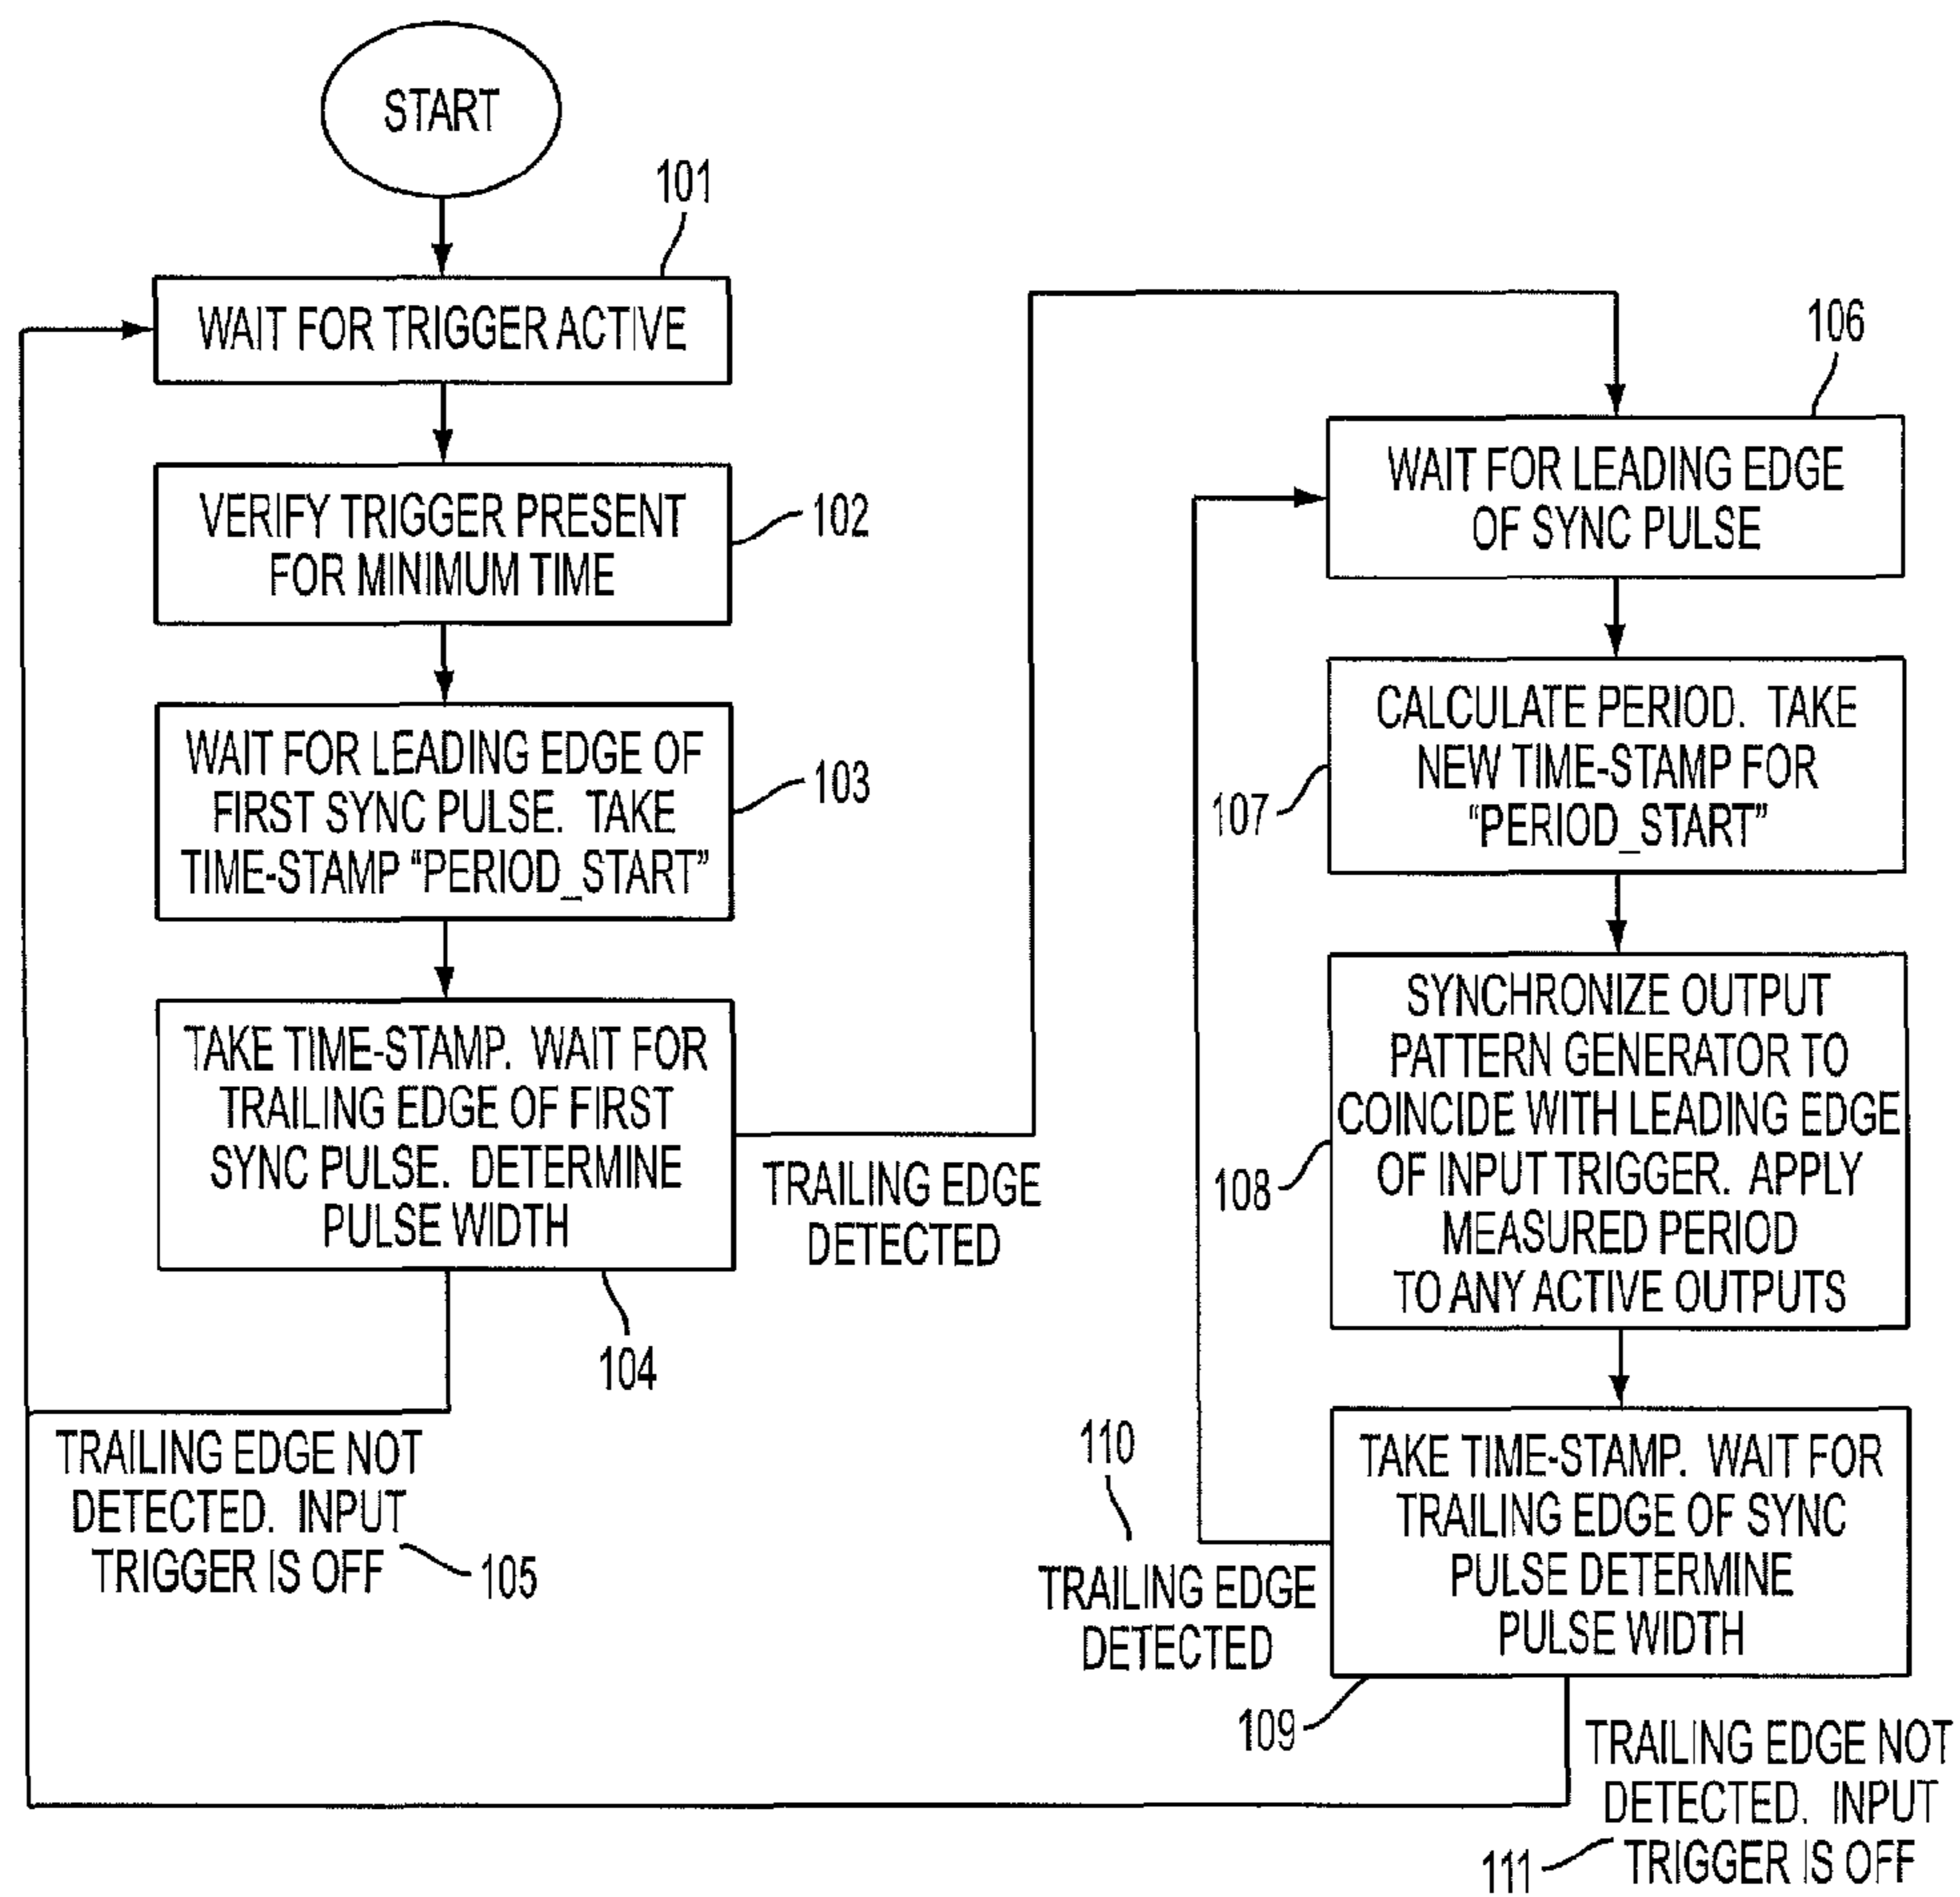 START
101
WAIT FOR TRIGGER ACTIVE
VERIFY TRIGGER PRESENT
FOR MINIMUM TIME
102
WAIT FOR LEADING EDGE OF
FIRST SYNC PULSE. TAKE
TIME-STAMP “PERIOD_START”
103
TAKE TIME-STAMP. WAIT FOR
TRAILING EDGE OF FIRST
SYNC PULSE. DETERMINE
PULSE WIDTH
104
TRAILING EDGE
DETECTED
TRAILING EDGE NOT
DETECTED. INPUT
TRIGGER IS OFF
105
106
WAIT FOR LEADING EDGE
OF SYNC PULSE
CALCULATE PERIOD. TAKE
NEW TIME-STAMP FOR
“PERIOD_START”
107
SYNCHRONIZE OUTPUT
PATTERN GENERATOR TO
COINCIDE WITH LEADING EDGE
OF INPUT TRIGGER. APPLY
MEASURED PERIOD
TO ANY ACTIVE OUTPUTS
108
TAKE TIME-STAMP. WAIT FOR
TRAILING EDGE OF SYNC
PULSE DETERMINE
PULSE WIDTH
109
110
TRAILING EDGE
DETECTED
TRAILING EDGE NOT
DETECTED. INPUT
TRIGGER IS OFF
111